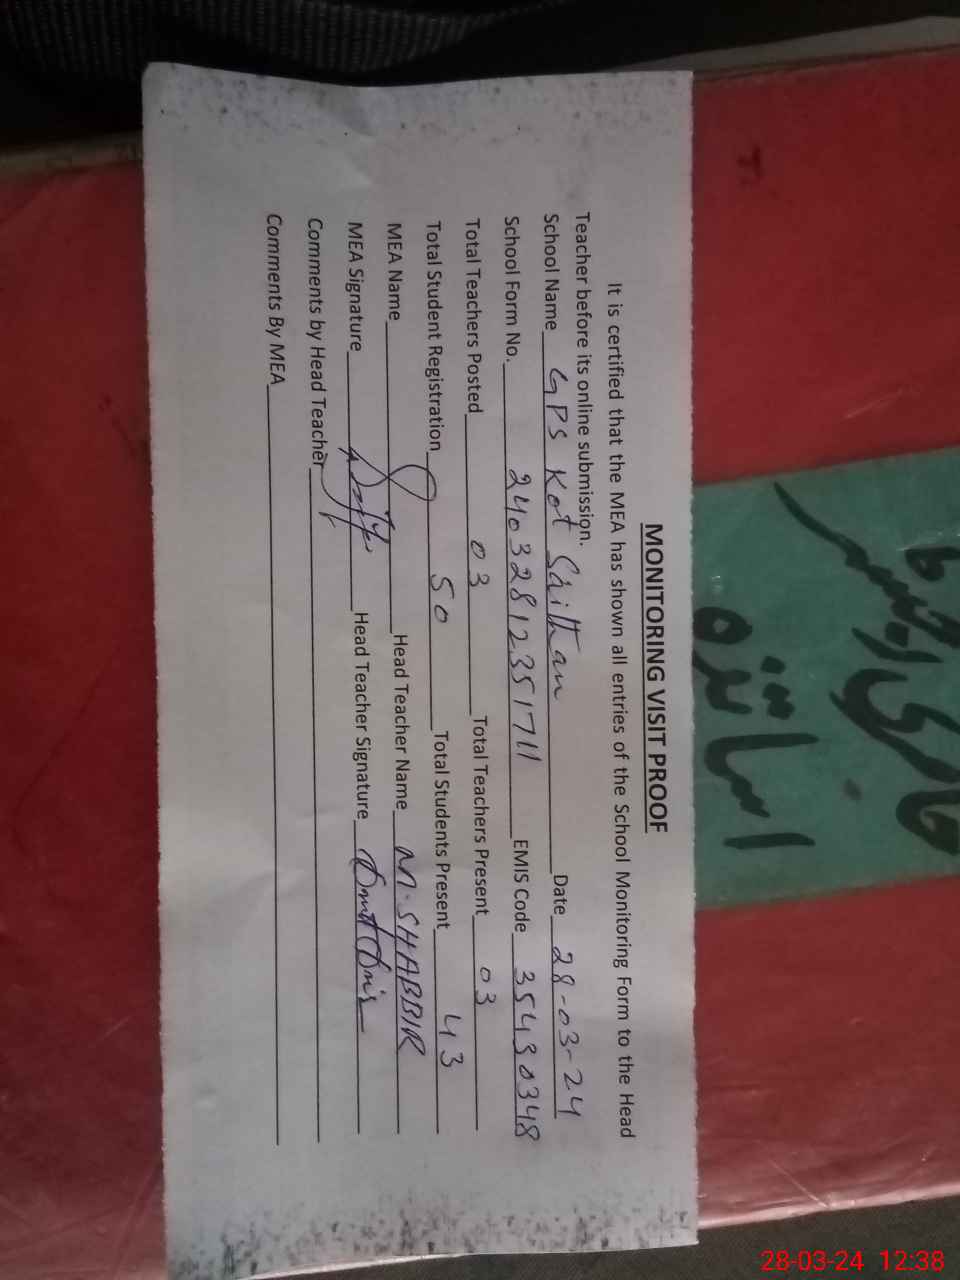 MONITORING VISIT PROOF
It is certified that the MEA has shown all entries of the School Monitoring Form to the Head
Teacher before its online submission.
School Name GPS Kot Saithan Date 28-03-24
School Form No. 24032812351711 EMIS Code 35430348
Total Teachers Posted 03 Total Teachers Present 03
Total Student Registration 50 Total Students Present 43
MEA Name Head Teacher Name M. SHABBIR
MEA Signature Head Teacher Signature
Comments by Head Teacher
Comments By MEA
اساتذہ
28-03-24 12:38